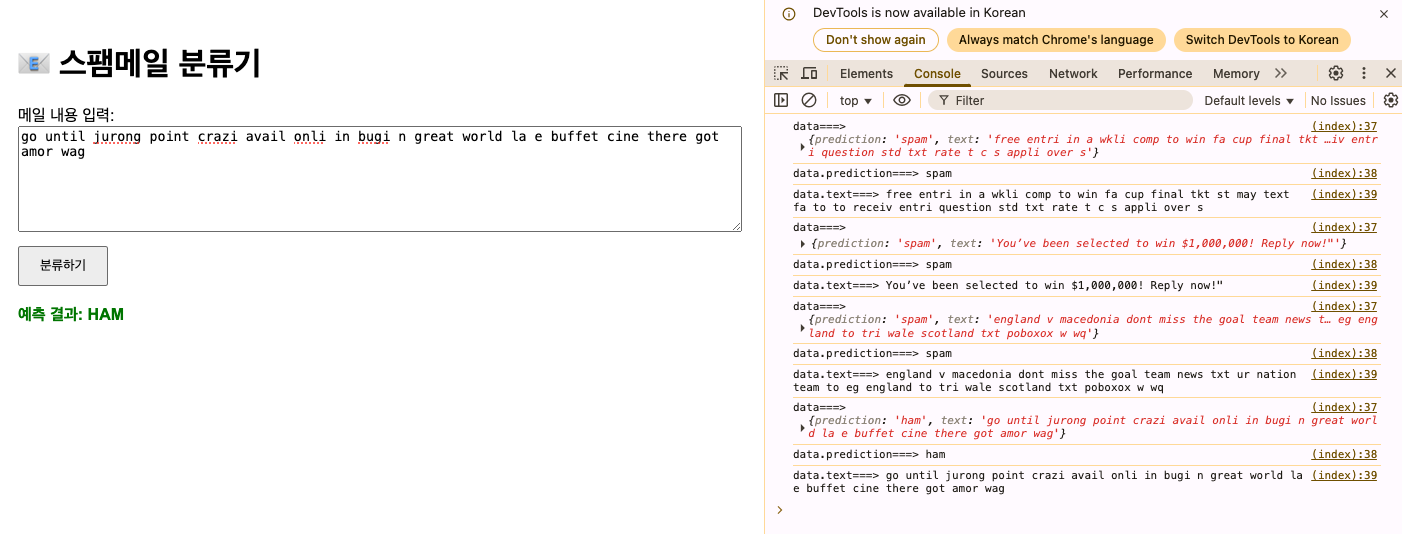 📧 스팸메일 분류기
메일 내용 입력:
go until jurong point crazi avail onli in bugi n great world la e buffet cine there got
amor wag
분류하기
예측 결과: HAM
DevTools is now available in Korean
Don't show again Always match Chrome's language Switch DevTools to Korean
Elements Console Sources Network Performance Memory
top Filter Default levels No Issues
data===> (index):37
{prediction: 'spam', text: 'free entri in a wkli comp to win fa cup final tkt …iv entr
i question std txt rate t c s appli over s'}
data.prediction===> spam (index):38
data.text===> free entri in a wkli comp to win fa cup final tkt st may text (index):39
fa to to receiv entri question std txt rate t c s appli over s
data===> (index):37
{prediction: 'spam', text: 'You’ve been selected to win $1,000,000! Reply now!"'}
data.prediction===> spam (index):38
data.text===> You’ve been selected to win $1,000,000! Reply now!" (index):39
data===> (index):37
{prediction: 'spam', text: 'england v macedonia dont miss the goal team news t… eg eng
land to tri wale scotland txt poboxox w wq'}
data.prediction===> spam (index):38
data.text===> england v macedonia dont miss the goal team news txt ur nation (index):39
team to eg england to tri wale scotland txt poboxox w wq
data===> (index):37
{prediction: 'ham', text: 'go until jurong point crazi avail onli in bugi n great worl
d la e buffet cine there got amor wag'}
data.prediction===> ham (index):38
data.text===> go until jurong point crazi avail onli in bugi n great world la (index):39
e buffet cine there got amor wag